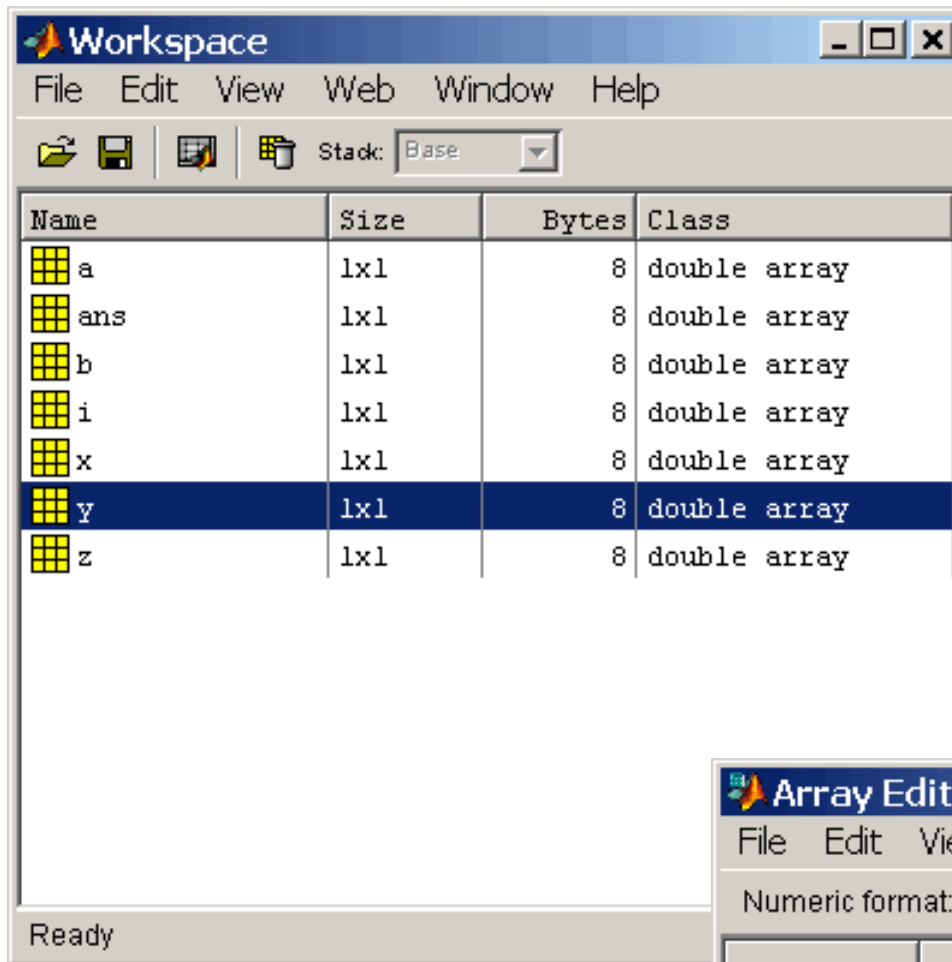 Workspace
File Edit View Web Window Help
Stack: Base
Name Size Bytes Class
a 1x1 8 double array
ans 1x1 8 double array
b 1x1 8 double array
i 1x1 8 double array
x 1x1 8 double array
y 1x1 8 double array
z 1x1 8 double array
Array Edit
File Edit Vie
Numeric format:
Ready